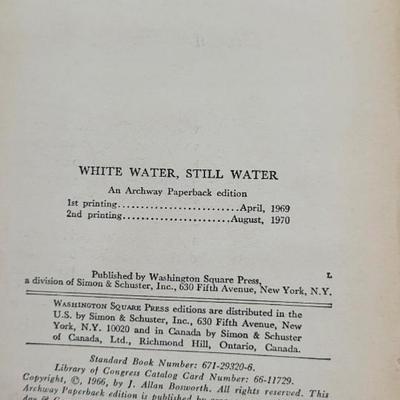 WHITE WATER, STILL WATER
An Archway Paperback edition
1st printing.........................April, 1969
2nd printing.......................August, 1970
L
Published by Washington Square Press,
a division of Simon & Schuster, Inc., 630 Fifth Avenue, New York, N.Y.
WASHINGTON SQUARE PRESS editions are distributed in the
U.S. by Simon & Schuster, Inc., 630 Fifth Avenue, New
York, N.Y. 10020 and in Canada by Simon & Schuster
of Canada, Ltd., Richmond Hill, Ontario, Canada.
Standard Book Number: 671-29320-6.
Library of Congress Catalog Card Number: 66-11729.
Copyright, ©, 1966, by J. Allan Bosworth. All rights reserved. This
Archway Paperback edition is published by